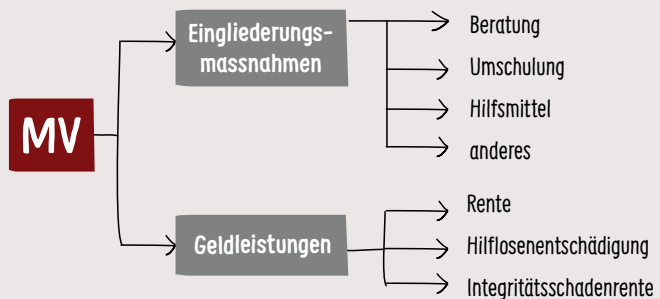 MV
Eingliederungs-
massnahmen
Beratung
Umschulung
Hilfsmittel
anderes
Geldleistungen
Rente
Hilflosenentschädigung
Integritätsschadenrente